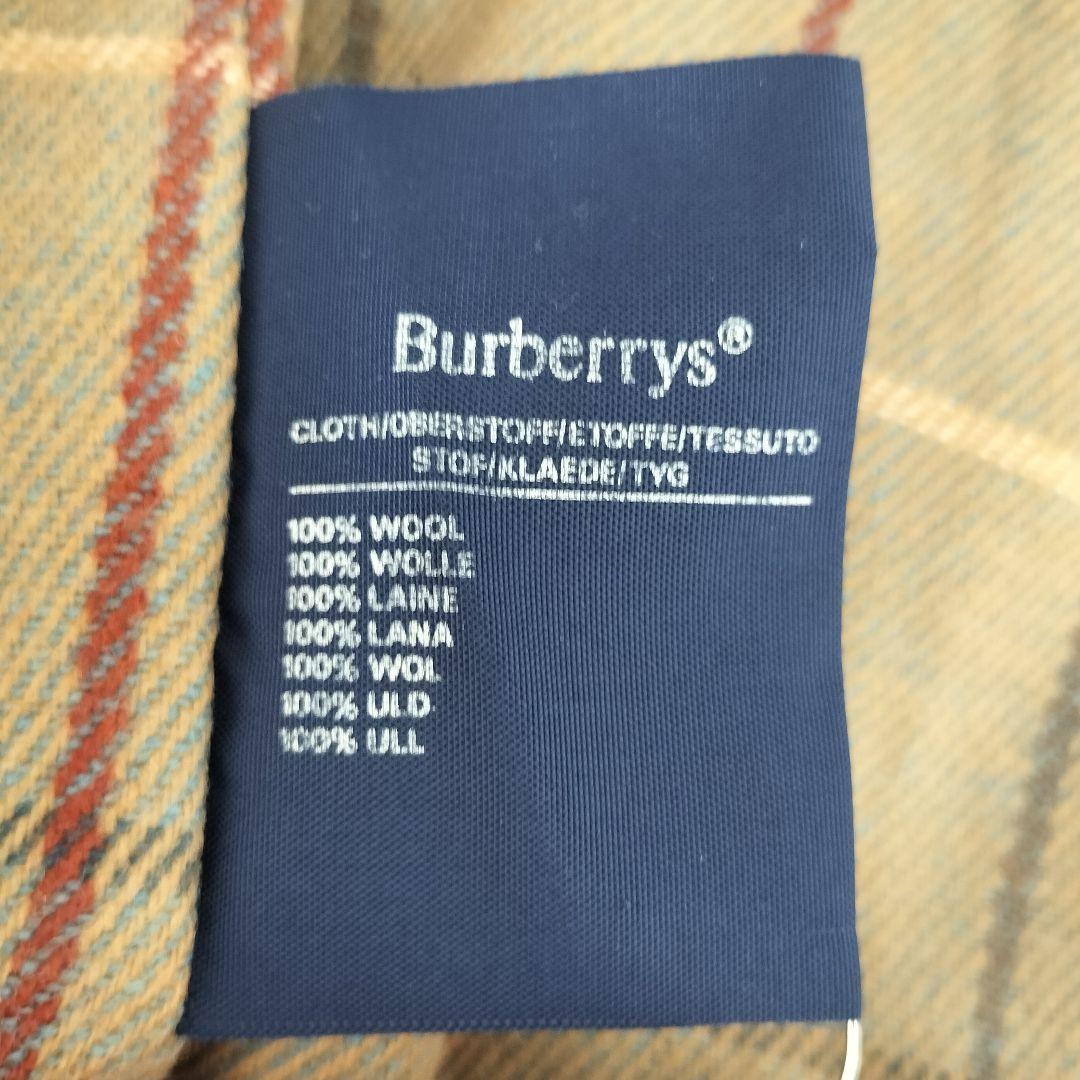 Burberrys®
CLOTH/OBERSTOFF/ETOFFE/TESSUTO
STOF/KLAEDE/TYG
100% WOOL
100% WOLLE
100% LAINE
100% LANA
100% WOL
100% ULD
100% ULL